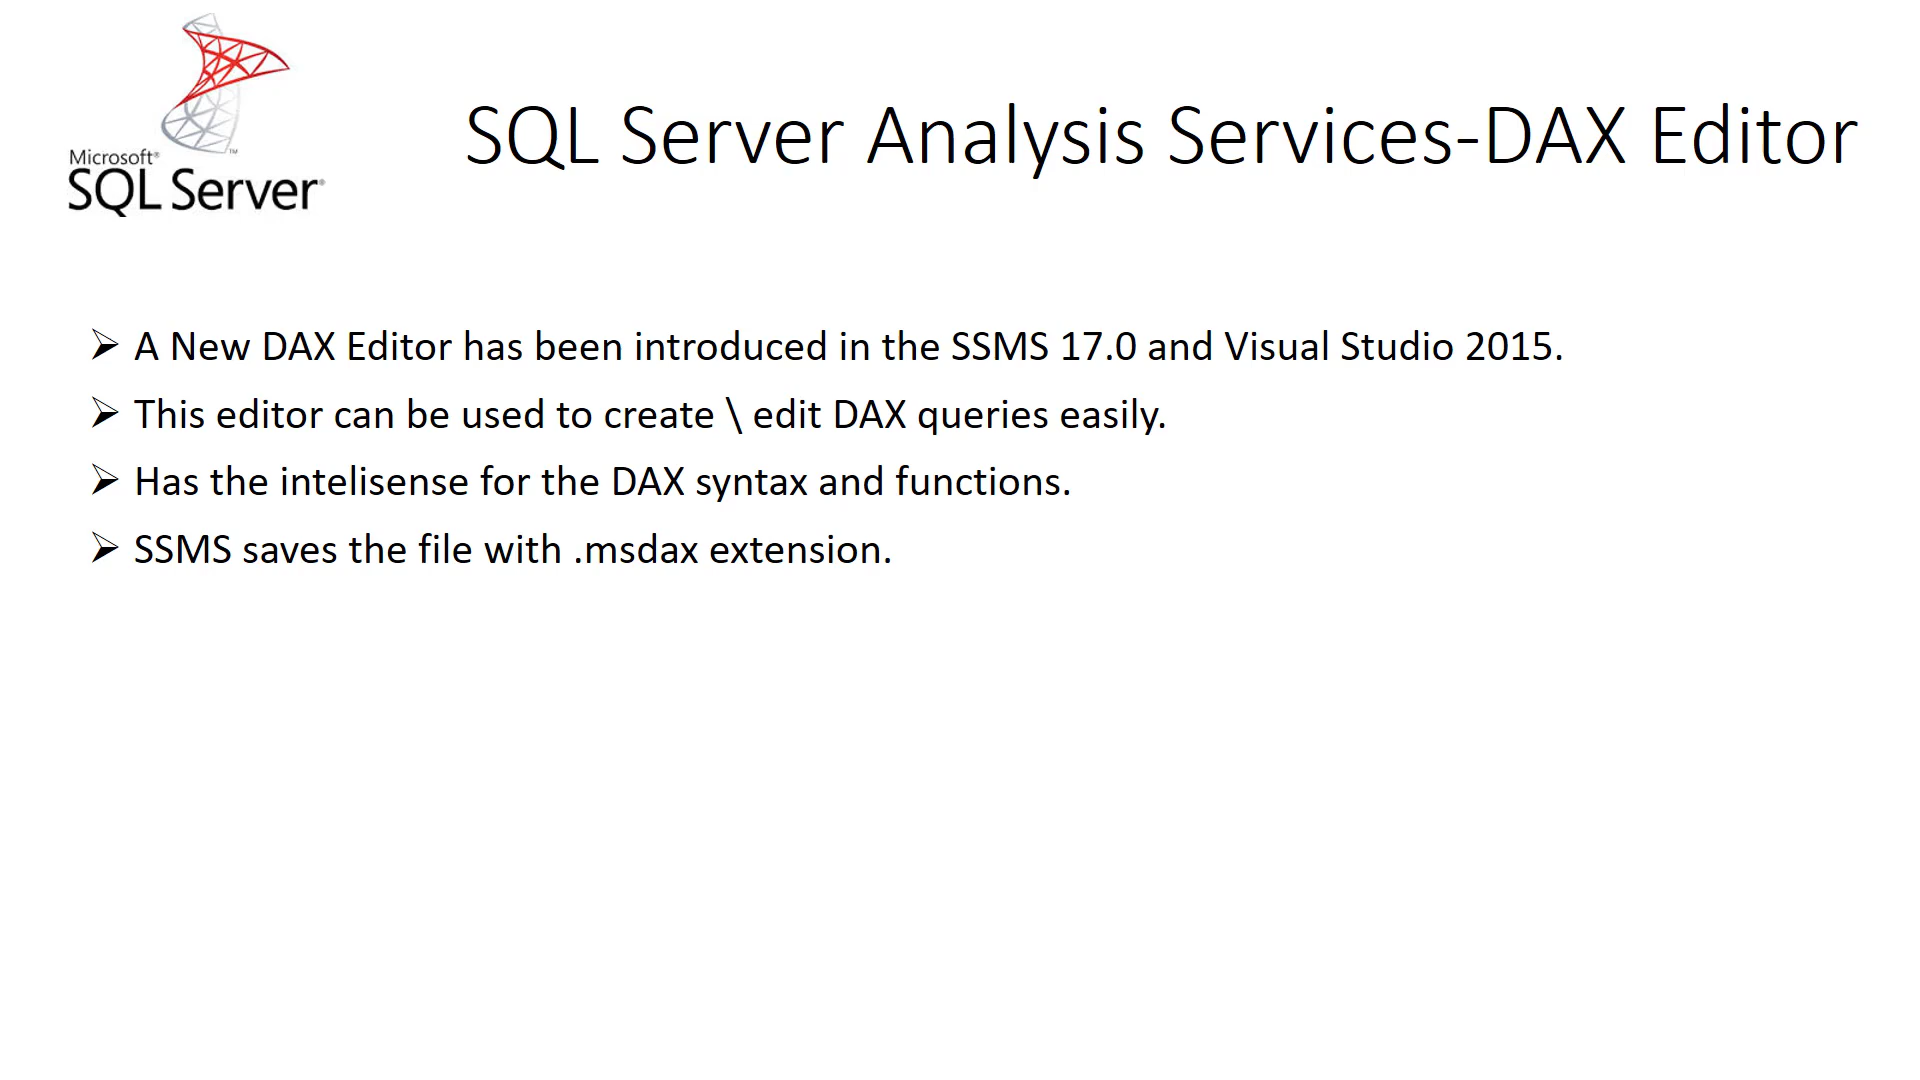 Microsoft®
SQL Server®
™
SQL Server Analysis Services-DAX Editor
➢ A New DAX Editor has been introduced in the SSMS 17.0 and Visual Studio 2015.
➢ This editor can be used to create \ edit DAX queries easily.
➢ Has the intelisense for the DAX syntax and functions.
➢ SSMS saves the file with .msdax extension.